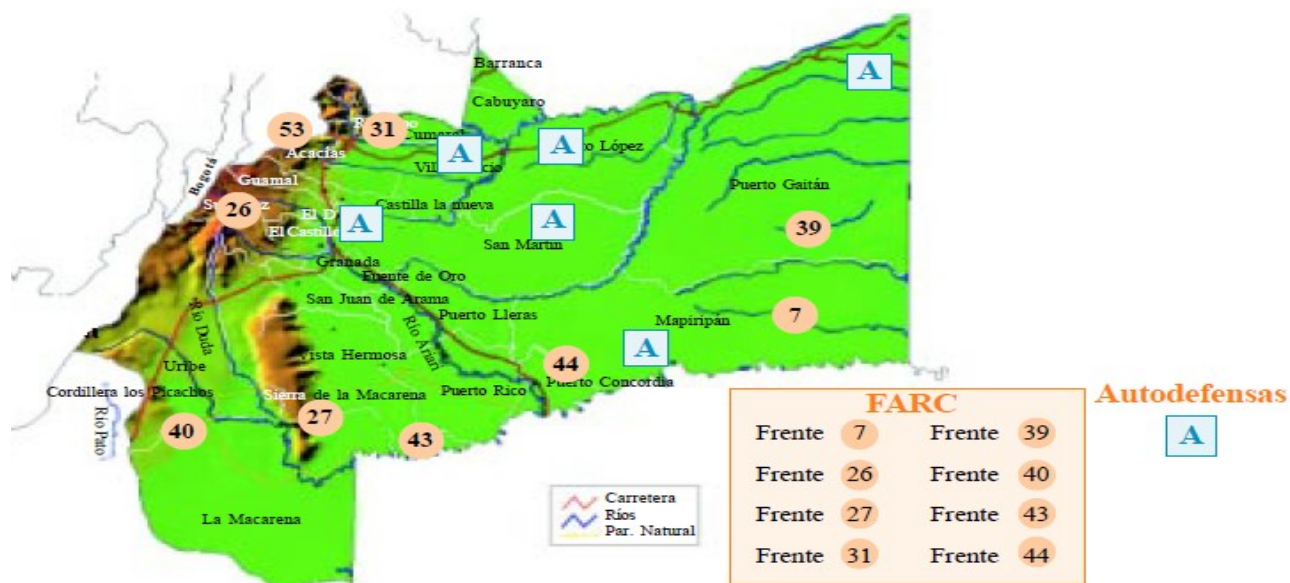 Barranca
Cabuyaro
A
53
31
Cumaral
Acacías
A
A
López
Bogotá
Guamal
Puerto Gaitán
26
Castilla la nueva
A
A
39
El Castillo
San Martín
Granada
Fuente de Oro
San Juan de Arama
Río Duda
Río Ariari
Puerto Lleras
Mapiripán
7
A
44
Vista Hermosa
Uribe
Puerto Concordia
Cordillera los Picachos
Sierra de la Macarena
Puerto Rico
Río Pato
40
27
43
La Macarena
Carretera
Ríos
Par. Natural
FARC
Frente 7 Frente 39
Frente 26 Frente 40
Frente 27 Frente 43
Frente 31 Frente 44
Autodefensas
A